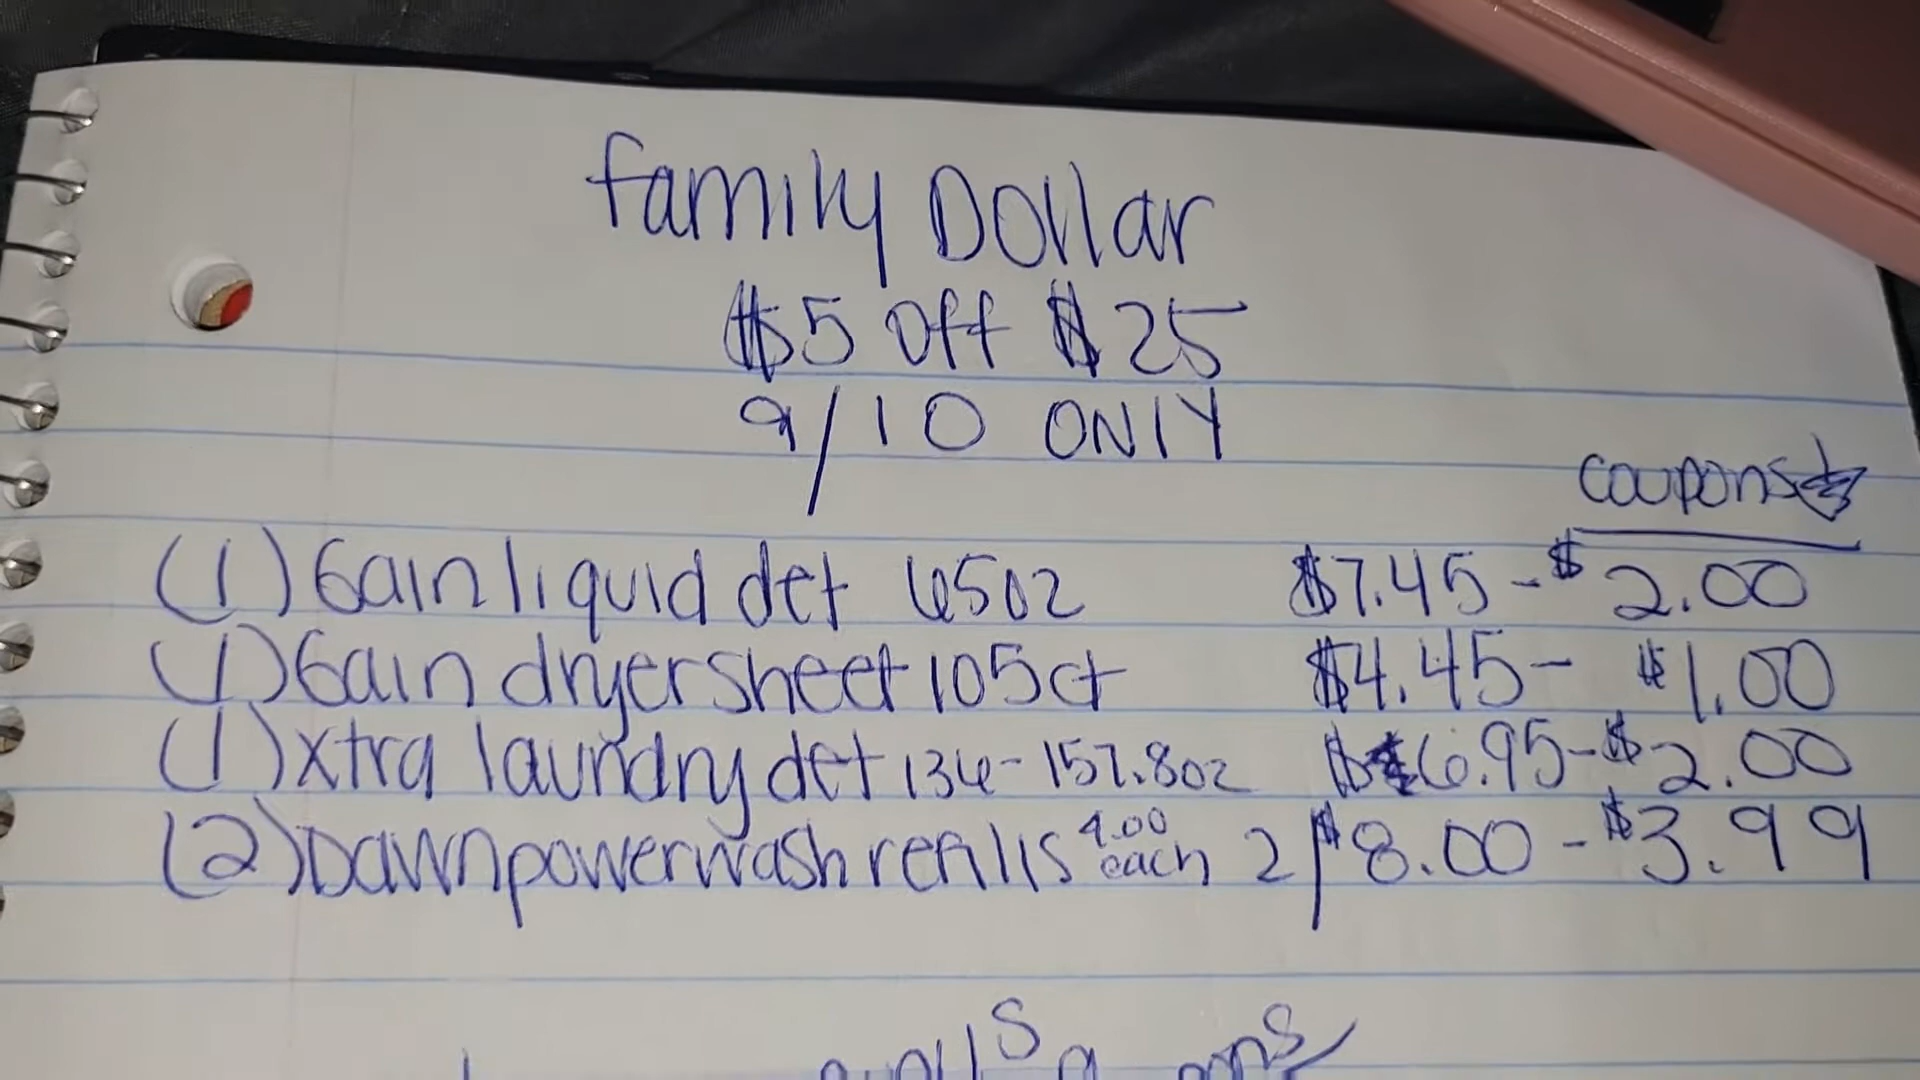 Family Dollar
$5 off $25
9/10 ONLY
coupons
(1) Gain liquid det 65oz $7.45 - $2.00
(1) Gain dryer sheet 105ct $4.45 - $1.00
(1) xtra laundry det 136-157.8oz $6.95 - $2.00
(2) Dawn powerwash refills 4.00 each 2/$8.00 - $3.99